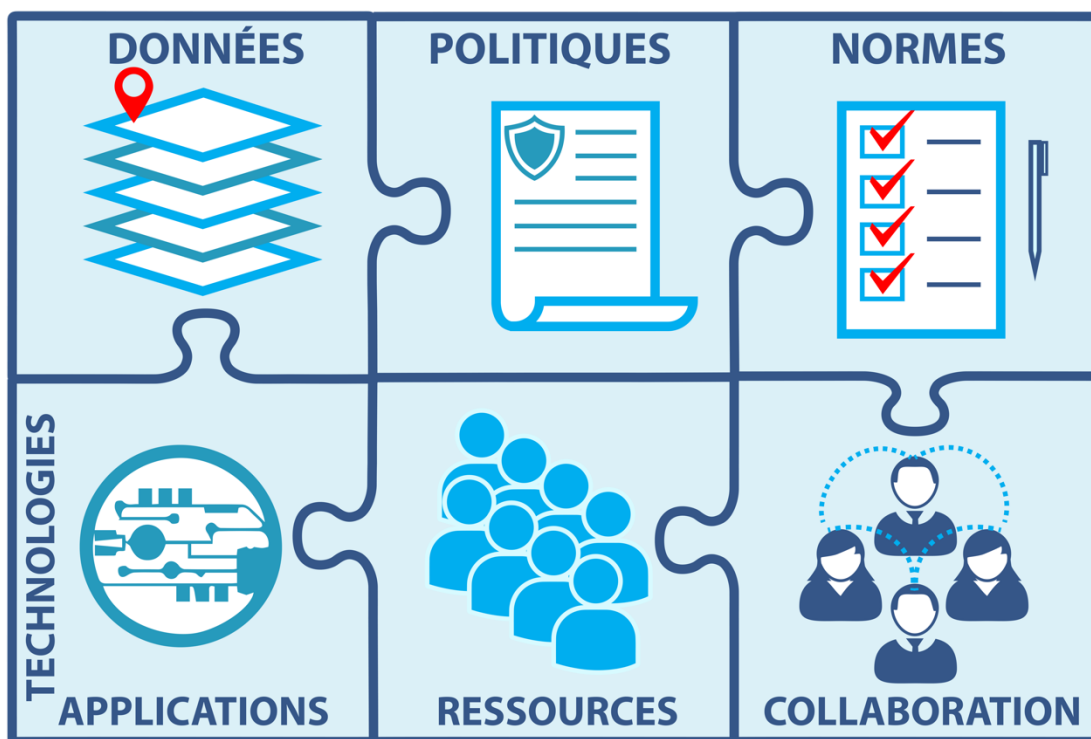 DONNÉES
POLITIQUES
NORMES
TECHNOLOGIES
APPLICATIONS
RESSOURCES
COLLABORATION